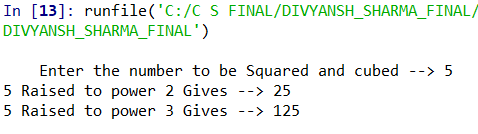 In [13]: runfile('C:/C S FINAL/DIVYANSH_SHARMA_FINAL/
DIVYANSH_SHARMA_FINAL')
Enter the number to be Squared and cubed --> 5
5 Raised to power 2 Gives --> 25
5 Raised to power 3 Gives --> 125